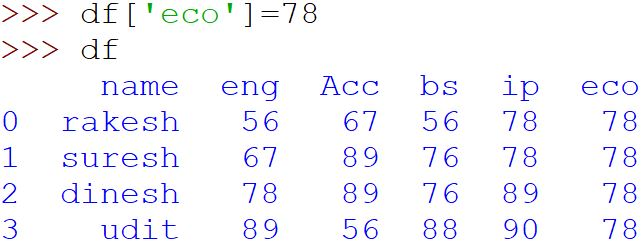 >>> df['eco']=78
>>> df
     name  eng  Acc  bs  ip  eco
0  rakesh   56   67  56  78   78
1  suresh   67   89  76  78   78
2  dinesh   78   89  76  89   78
3    udit   89   56  88  90   78